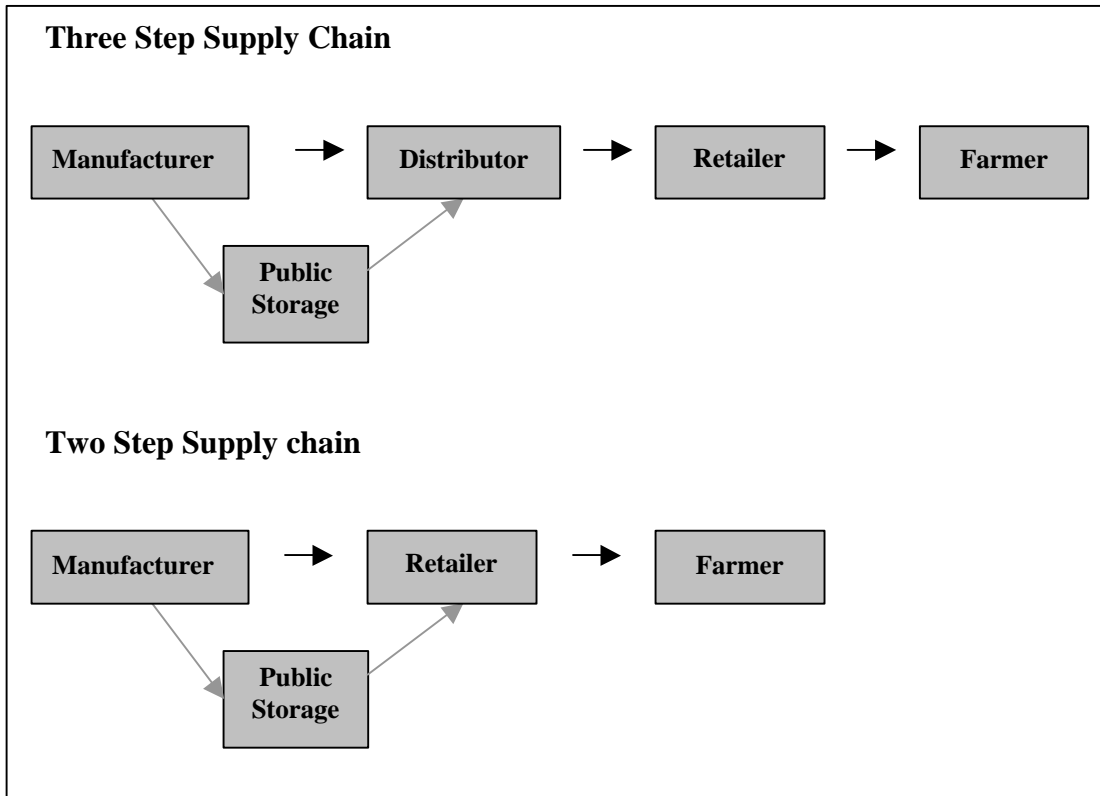 Three Step Supply Chain
Manufacturer
Distributor
Retailer
Farmer
Public
Storage
Two Step Supply chain
Manufacturer
Retailer
Farmer
Public
Storage